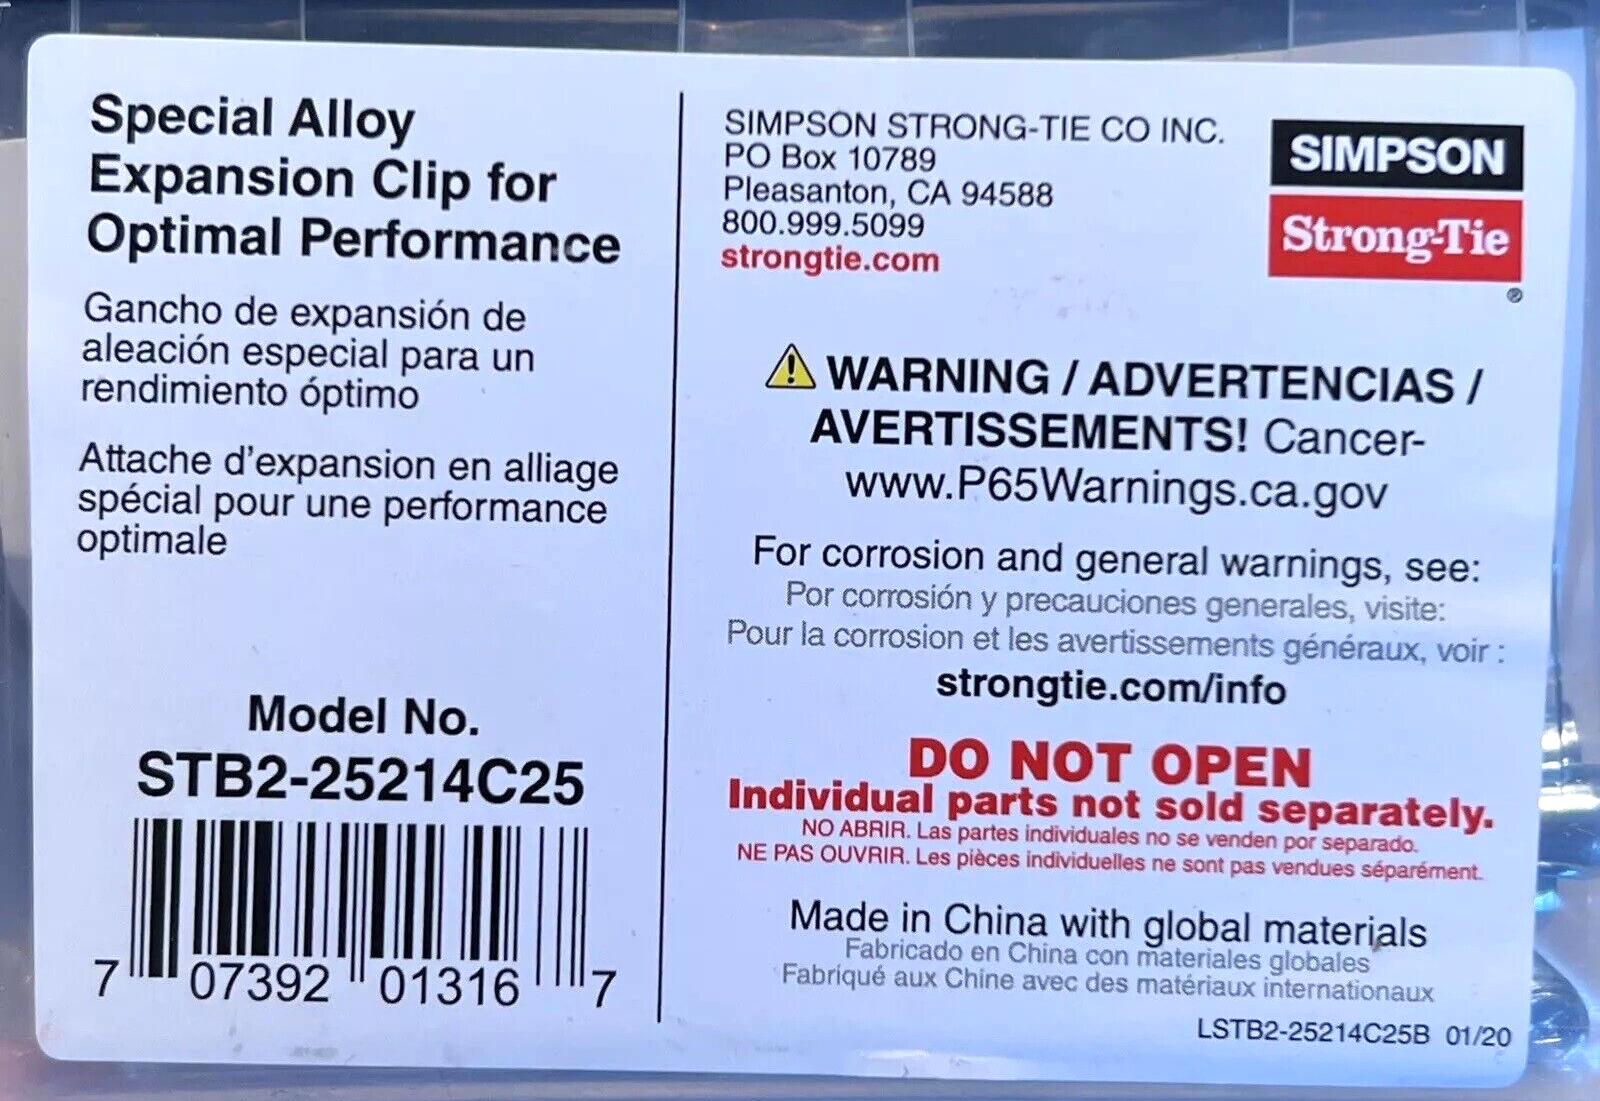 Special Alloy
Expansion Clip for
Optimal Performance
Gancho de expansión de
aleación especial para un
rendimiento óptimo
Attache d'expansion en alliage
spécial pour une performance
optimale
Model No.
STB2-25214C25
7 07392 01316 7
SIMPSON STRONG-TIE CO INC.
PO Box 10789
Pleasanton, CA 94588
800.999.5099
strongtie.com
SIMPSON
Strong-Tie
®
WARNING / ADVERTENCIAS /
AVERTISSEMENTS! Cancer-
www.P65Warnings.ca.gov
For corrosion and general warnings, see:
Por corrosión y precauciones generales, visite:
Pour la corrosion et les avertissements généraux, voir :
strongtie.com/info
DO NOT OPEN
Individual parts not sold separately.
NO ABRIR. Las partes individuales no se venden por separado.
NE PAS OUVRIR. Les pièces individuelles ne sont pas vendues séparément.
Made in China with global materials
Fabricado en China con materiales globales
Fabriqué aux Chine avec des matériaux internationaux
LSTB2-25214C25B 01/20